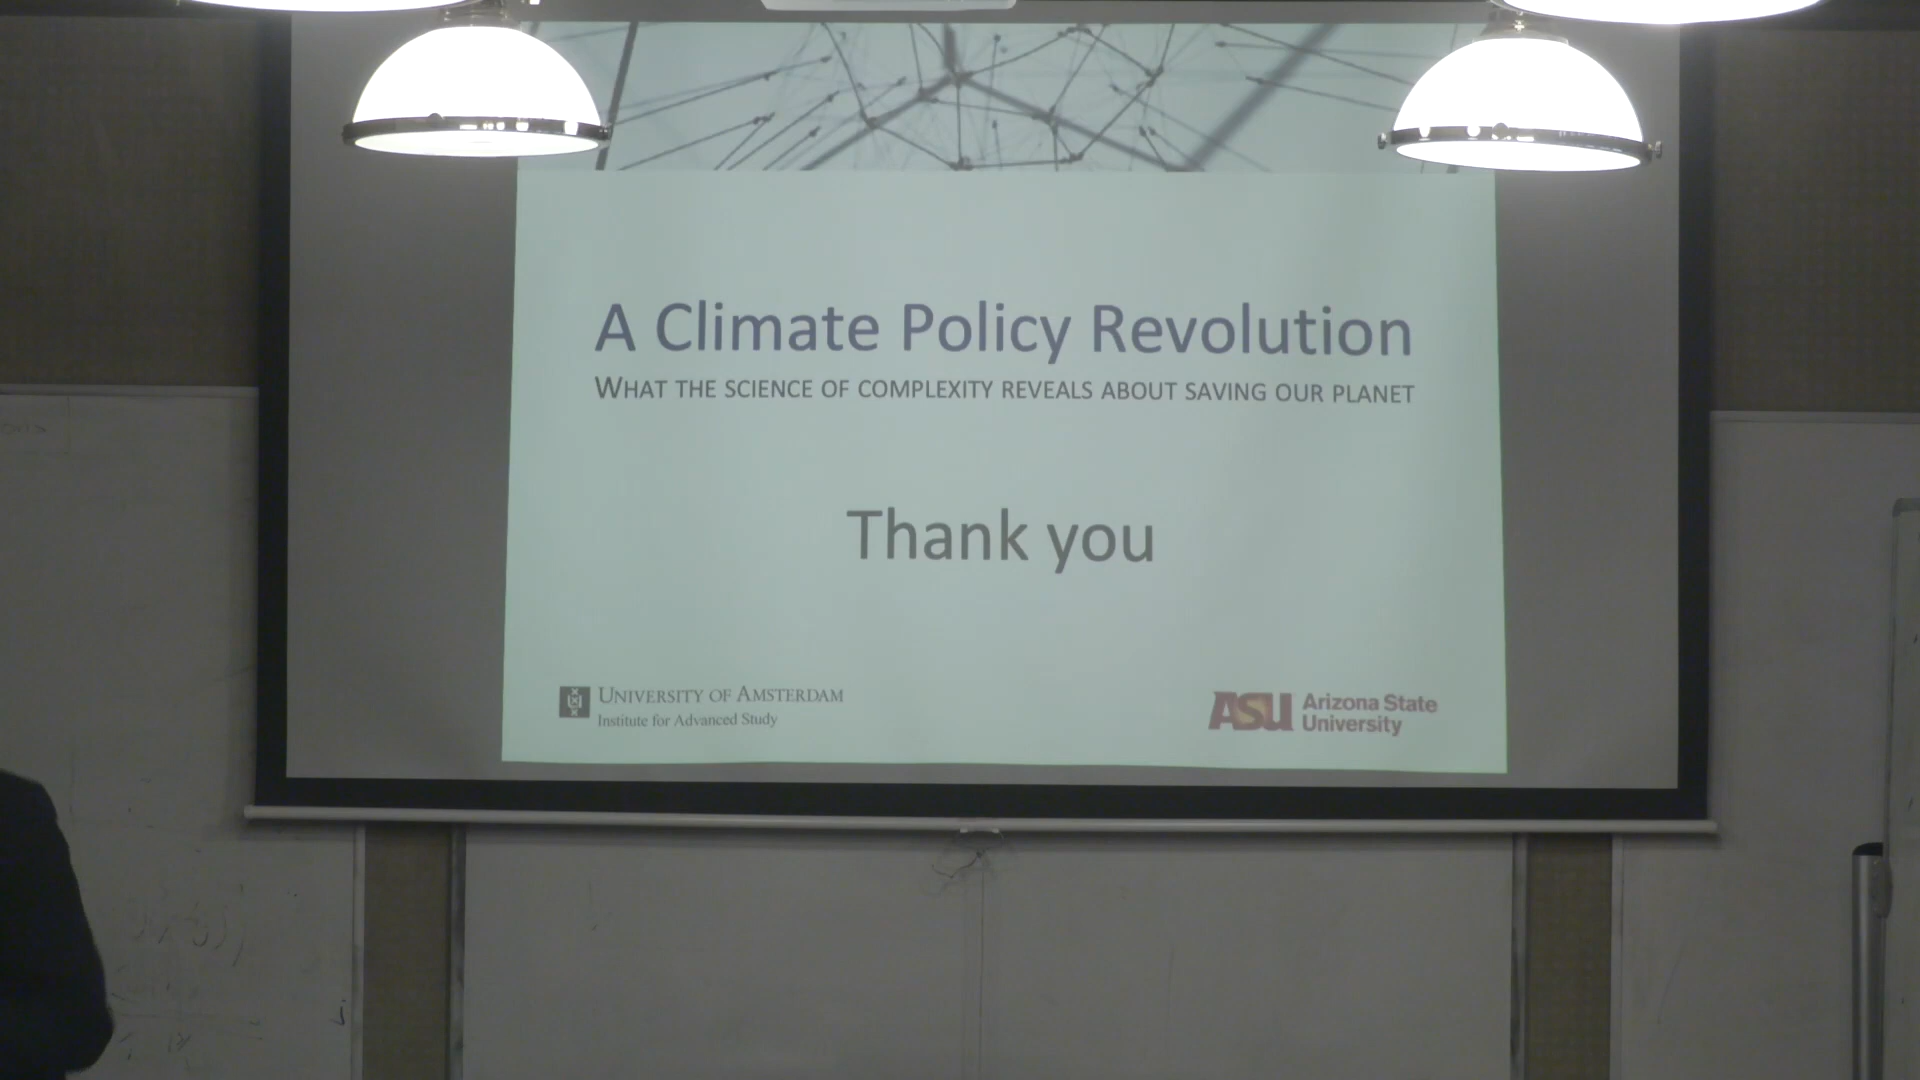 A Climate Policy Revolution
WHAT THE SCIENCE OF COMPLEXITY REVEALS ABOUT SAVING OUR PLANET
Thank you
UNIVERSITY OF AMSTERDAM
Institute for Advanced Study
ASU Arizona State
University